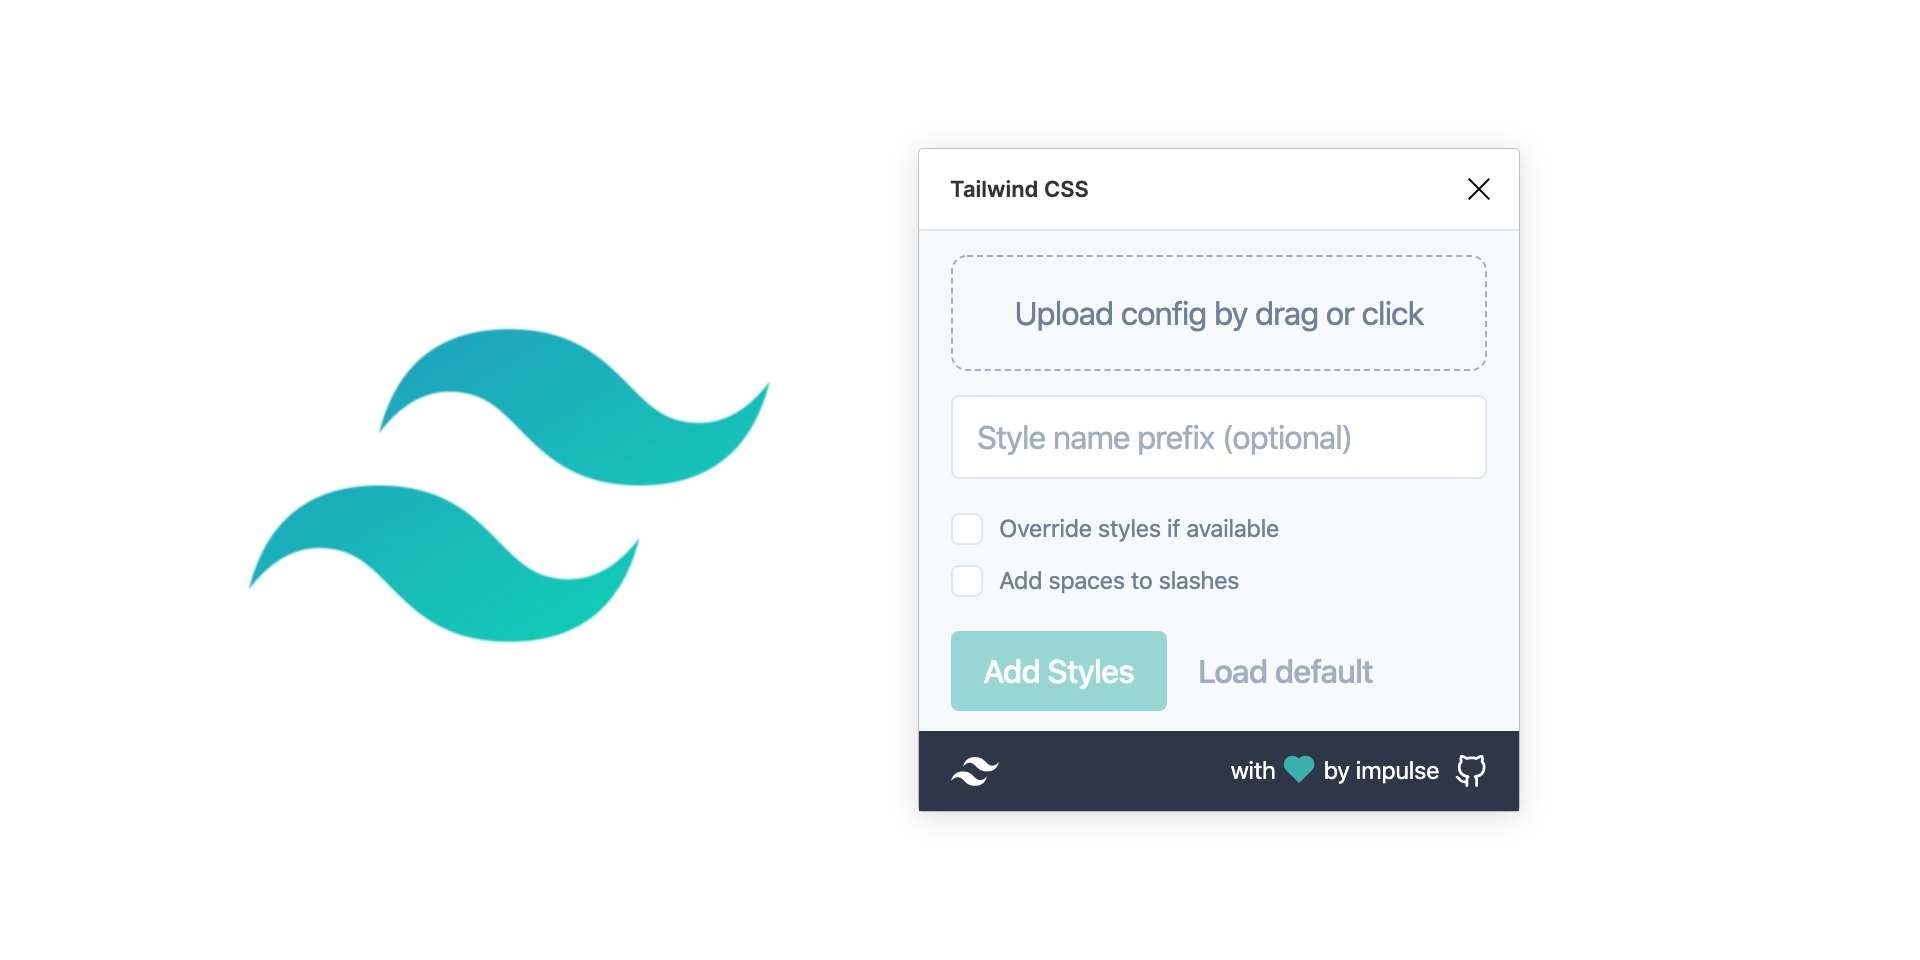 Tailwind CSS
Upload config by drag or click
Style name prefix (optional)
Override styles if available
Add spaces to slashes
Add Styles Load default
with by impulse